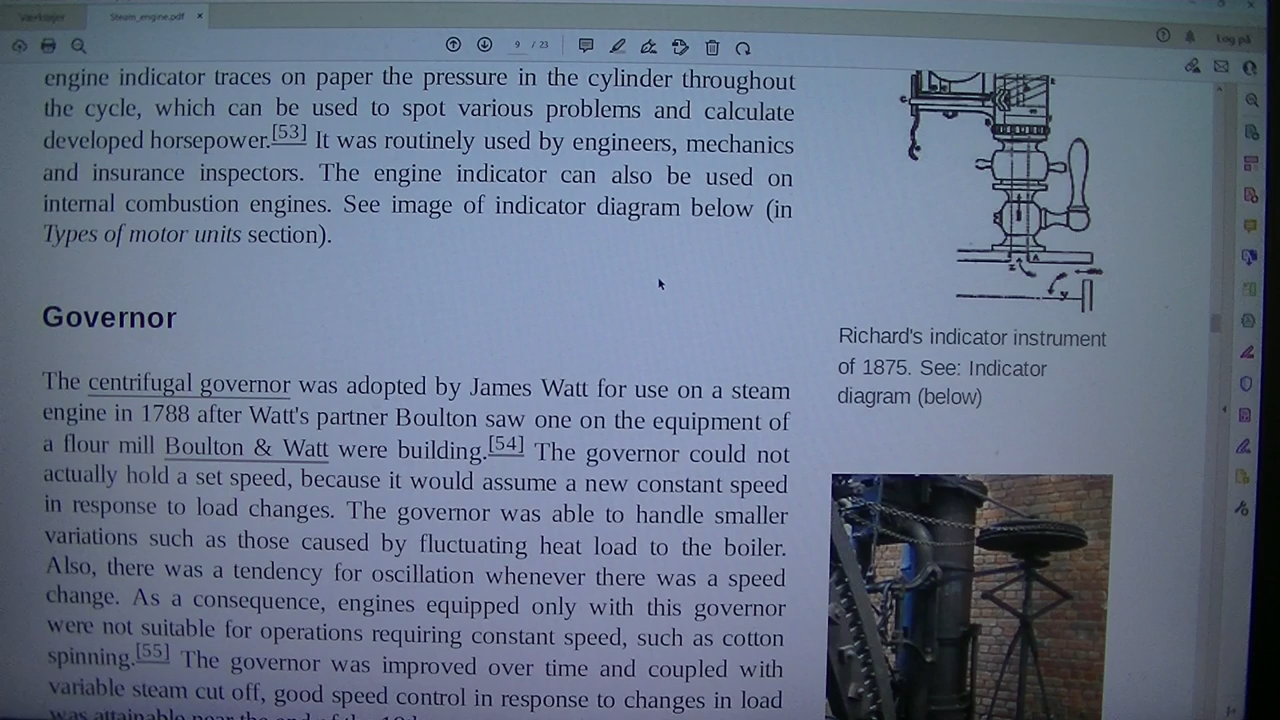 Værktøjer
Steam_engine.pdf ×
9 / 23
Log på
engine indicator traces on paper the pressure in the cylinder throughout
the cycle, which can be used to spot various problems and calculate
developed horsepower.[53] It was routinely used by engineers, mechanics
and insurance inspectors. The engine indicator can also be used on
internal combustion engines. See image of indicator diagram below (in
Types of motor units section).
Governor
The centrifugal governor was adopted by James Watt for use on a steam
engine in 1788 after Watt's partner Boulton saw one on the equipment of
a flour mill Boulton & Watt were building.[54] The governor could not
actually hold a set speed, because it would assume a new constant speed
in response to load changes. The governor was able to handle smaller
variations such as those caused by fluctuating heat load to the boiler.
Also, there was a tendency for oscillation whenever there was a speed
change. As a consequence, engines equipped only with this governor
were not suitable for operations requiring constant speed, such as cotton
spinning.[55] The governor was improved over time and coupled with
variable steam cut off, good speed control in response to changes in load
was attainable near the end of the
Richard's indicator instrument
of 1875. See: Indicator
diagram (below)